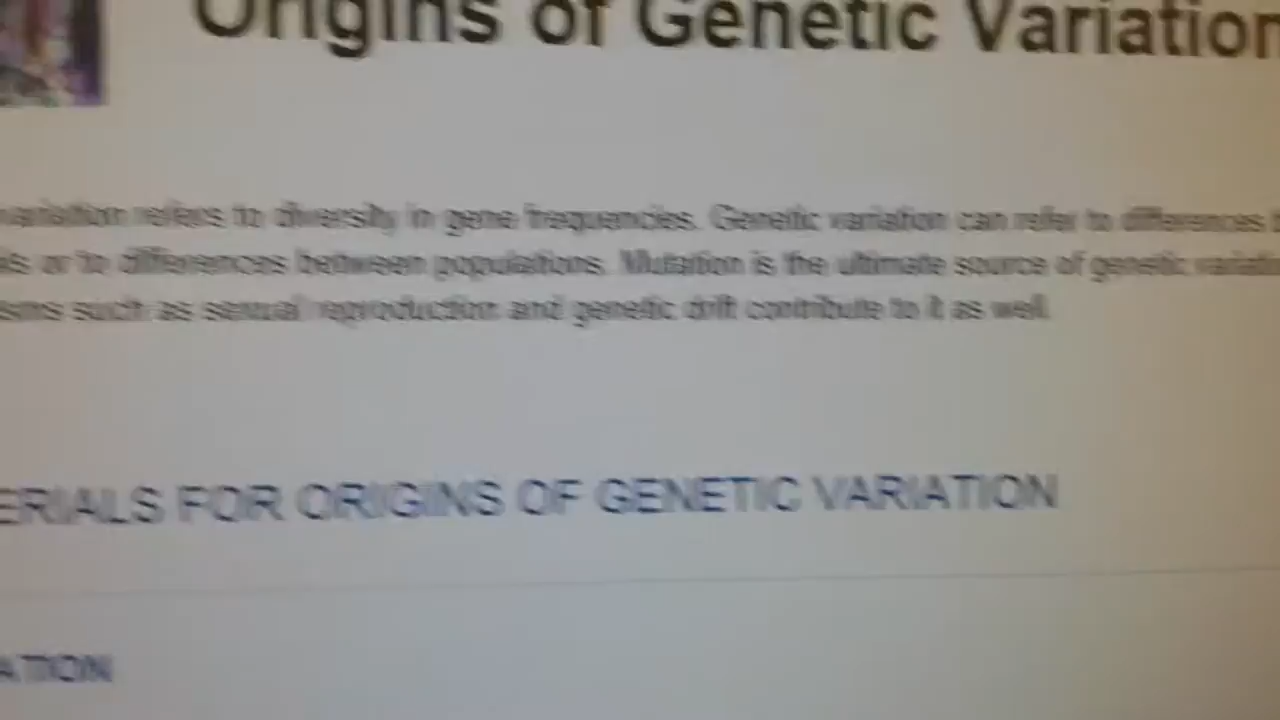 Origins of Genetic Variation
variation refers to diversity in gene frequencies. Genetic variation can refer to differences
or to differences between populations. Mutation is the ultimate source of genetic
such as sexual reproduction and genetic drift contribute to it as well.
FOR ORIGINS OF GENETIC VARIATION